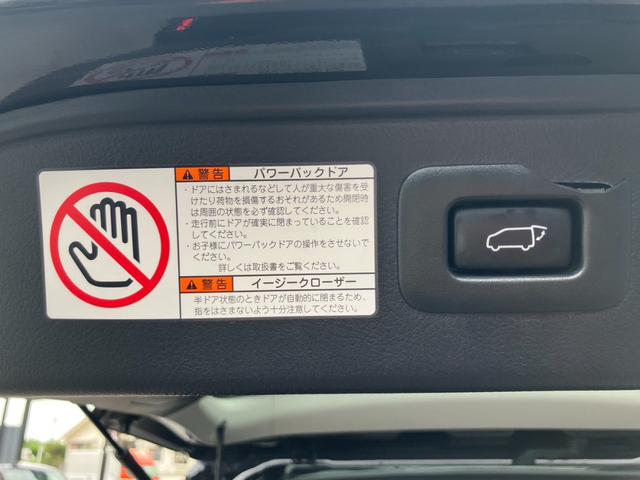 警告 パワーバックドア
・ドアにはさまれるなどして人が重大な傷害を受
けたり荷物を損傷するおそれがあるため開閉時
は周囲の状態を必ず確認してください。
・走行前にドアが確実に閉まっていることを確認
してください。
・お子様にパワーバックドアの操作をさせないで
ください。
詳しくは取扱書をご覧ください。
警告 イージークローザー
半ドア状態のときドアが自動的に閉まるため、
指をはさまないよう十分注意してください。